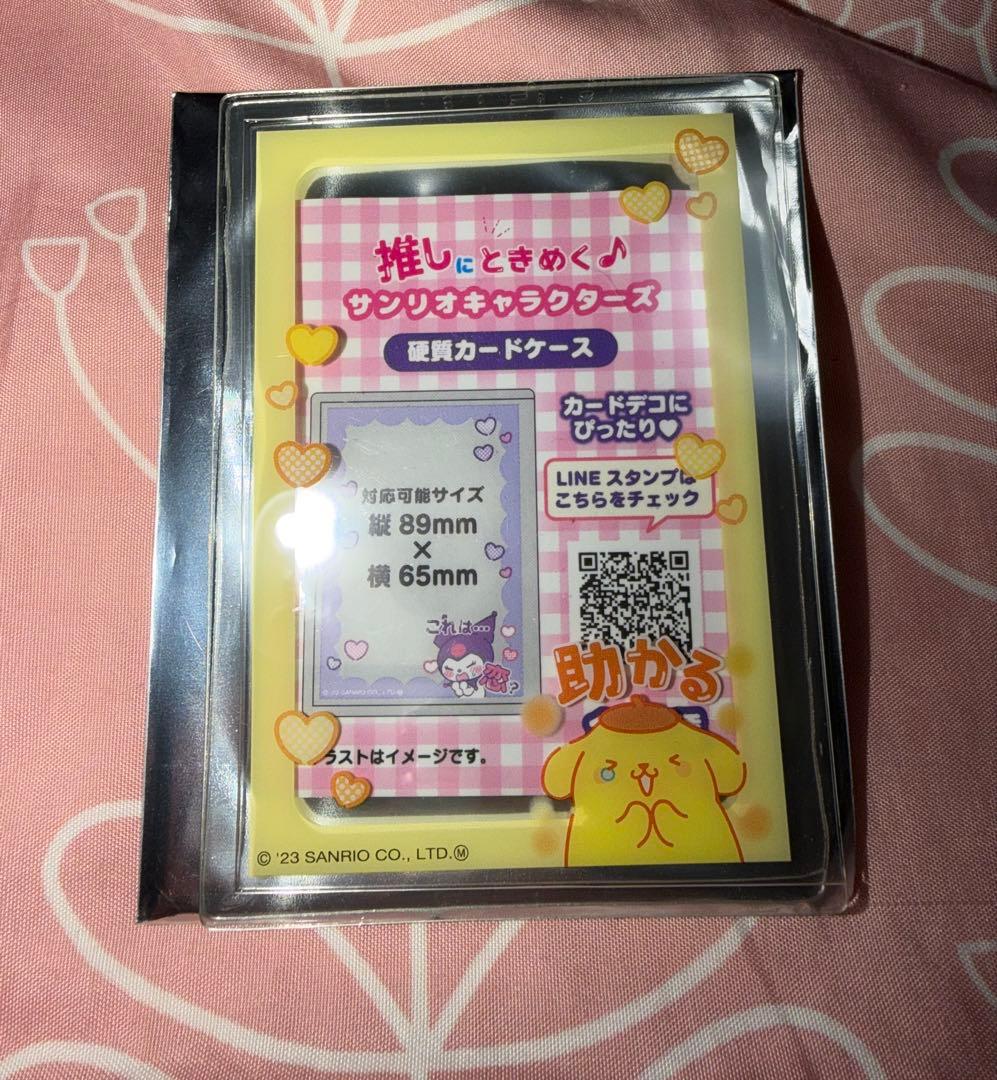 推しにときめく♪
サンリオキャラクターズ
硬質カードケース
カードデコに
ぴったり♥
LINE スタンプは
こちらをチェック
対応可能サイズ
縦 89mm
×
横 65mm
これは…
恋?
© '23 SANRIO CO., LTD.Ⓜ
助かる
ラストはイメージです。
© '23 SANRIO CO., LTD.Ⓜ